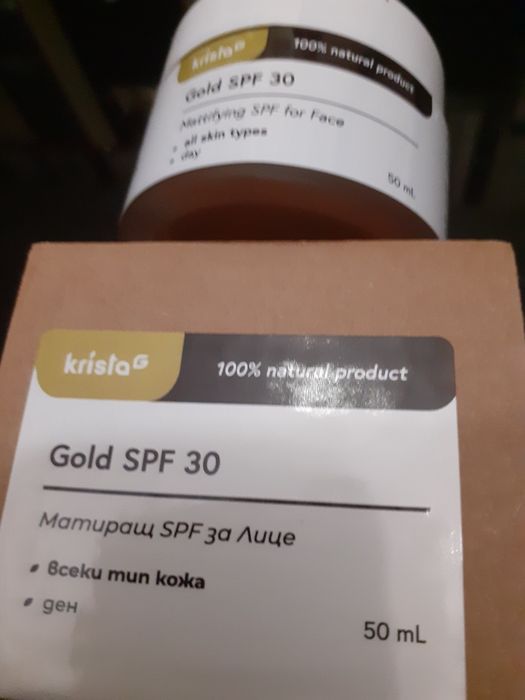 kristaG
100% natural product
Gold SPF 30
Mattifying SPF for Face
all skin types
day
50 mL
kristaG
100% natural product
Gold SPF 30
Матиращ SPF за Лице
всеки тип кожа
ден
50 mL